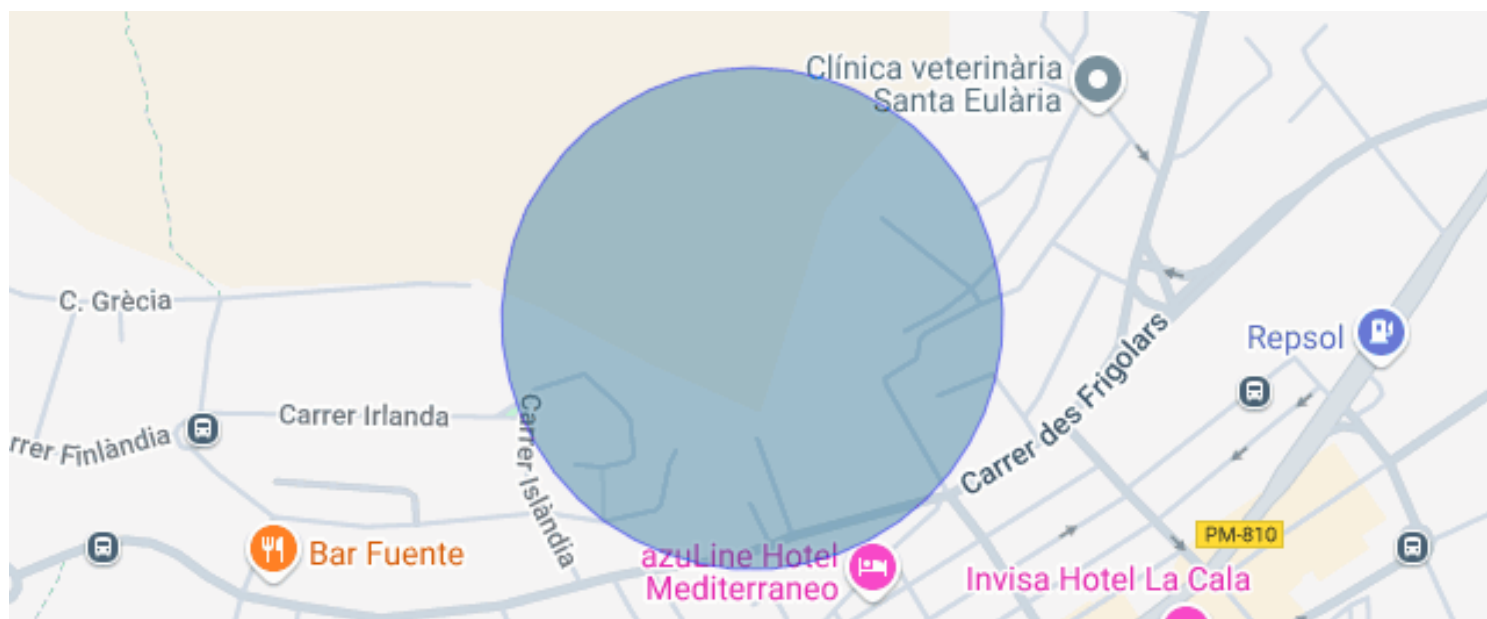 Clínica veterinària
Santa Eulària
C. Grècia
Repsol
Carrer Irlanda
Carrer Islàndia
rrer Finlàndia
Carrer des Frigolars
Bar Fuente
azuLine Hotel
Mediterraneo
PM-810
Invisa Hotel La Cala